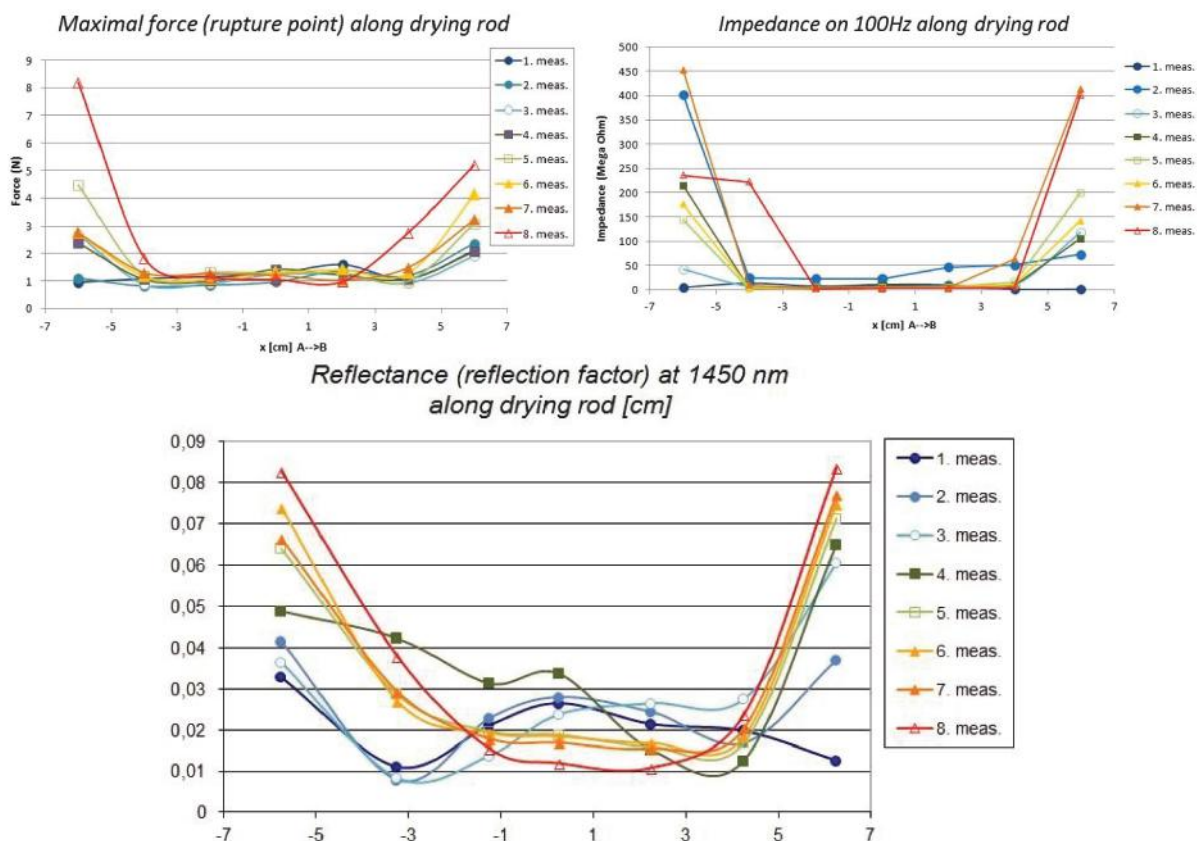 Maximal force (rupture point) along drying rod
9
8
7
6
5
4
3
2
1
0
Force (N)
-7 -5 -3 -1 1 3 5 7
x [cm] A-->B
1. meas.
2. meas.
3. meas.
4. meas.
5. meas.
6. meas.
7. meas.
8. meas.
Impedance on 100Hz along drying rod
500
450
400
350
300
250
200
150
100
50
0
Impedance (Mega Ohm)
-7 -5 -3 -1 1 3 5 7
x [cm] A-->B
1. meas.
2. meas.
3. meas.
4. meas.
5. meas.
6. meas.
7. meas.
8. meas.
Reflectance (reflection factor) at 1450 nm
along drying rod [cm]
0,09
0,08
0,07
0,06
0,05
0,04
0,03
0,02
0,01
0
-7 -5 -3 -1 1 3 5 7
1. meas.
2. meas.
3. meas.
4. meas.
5. meas.
6. meas.
7. meas.
8. meas.